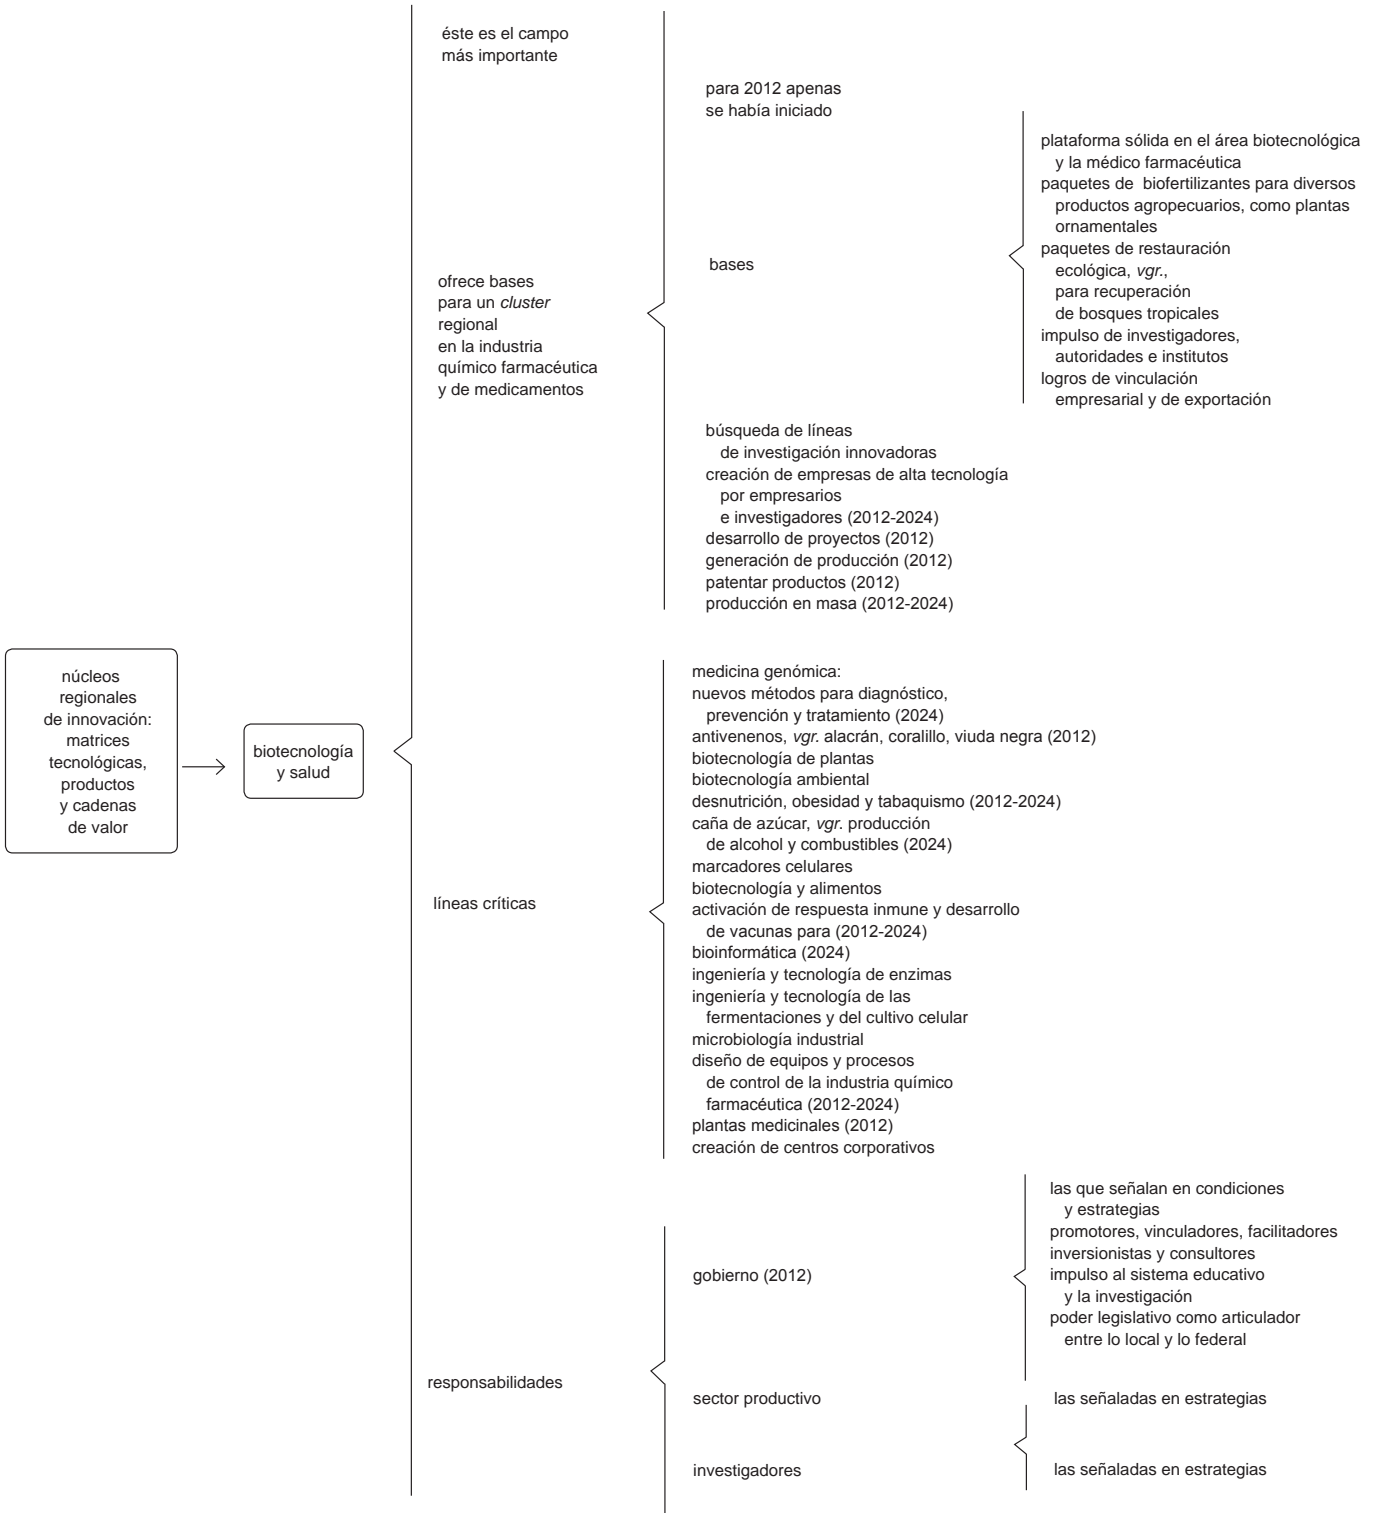 núcleos
regionales
de innovación:
matrices
tecnológicas,
productos
y cadenas
de valor
biotecnología
y salud
éste es el campo
más importante
ofrece bases
para un cluster
regional
en la industria
químico farmacéutica
y de medicamentos
para 2012 apenas
se había iniciado
bases
plataforma sólida en el área biotecnológica
y la médico farmacéutica
paquetes de biofertilizantes para diversos
productos agropecuarios, como plantas
ornamentales
paquetes de restauración
ecológica, vgr.,
para recuperación
de bosques tropicales
impulso de investigadores,
autoridades e institutos
logros de vinculación
empresarial y de exportación
búsqueda de líneas
de investigación innovadoras
creación de empresas de alta tecnología
por empresarios
e investigadores (2012-2024)
desarrollo de proyectos (2012)
generación de producción (2012)
patentar productos (2012)
producción en masa (2012-2024)
líneas críticas
medicina genómica:
nuevos métodos para diagnóstico,
prevención y tratamiento (2024)
antivenenos, vgr. alacrán, coralillo, viuda negra (2012)
biotecnología de plantas
biotecnología ambiental
desnutrición, obesidad y tabaquismo (2012-2024)
caña de azúcar, vgr. producción
de alcohol y combustibles (2024)
marcadores celulares
biotecnología y alimentos
activación de respuesta inmune y desarrollo
de vacunas para (2012-2024)
bioinformática (2024)
ingeniería y tecnología de enzimas
ingeniería y tecnología de las
fermentaciones y del cultivo celular
microbiología industrial
diseño de equipos y procesos
de control de la industria químico
farmacéutica (2012-2024)
plantas medicinales (2012)
creación de centros corporativos
responsabilidades
gobierno (2012)
las que señalan en condiciones
y estrategias
promotores, vinculadores, facilitadores
inversionistas y consultores
impulso al sistema educativo
y la investigación
poder legislativo como articulador
entre lo local y lo federal
sector productivo
las señaladas en estrategias
investigadores
las señaladas en estrategias